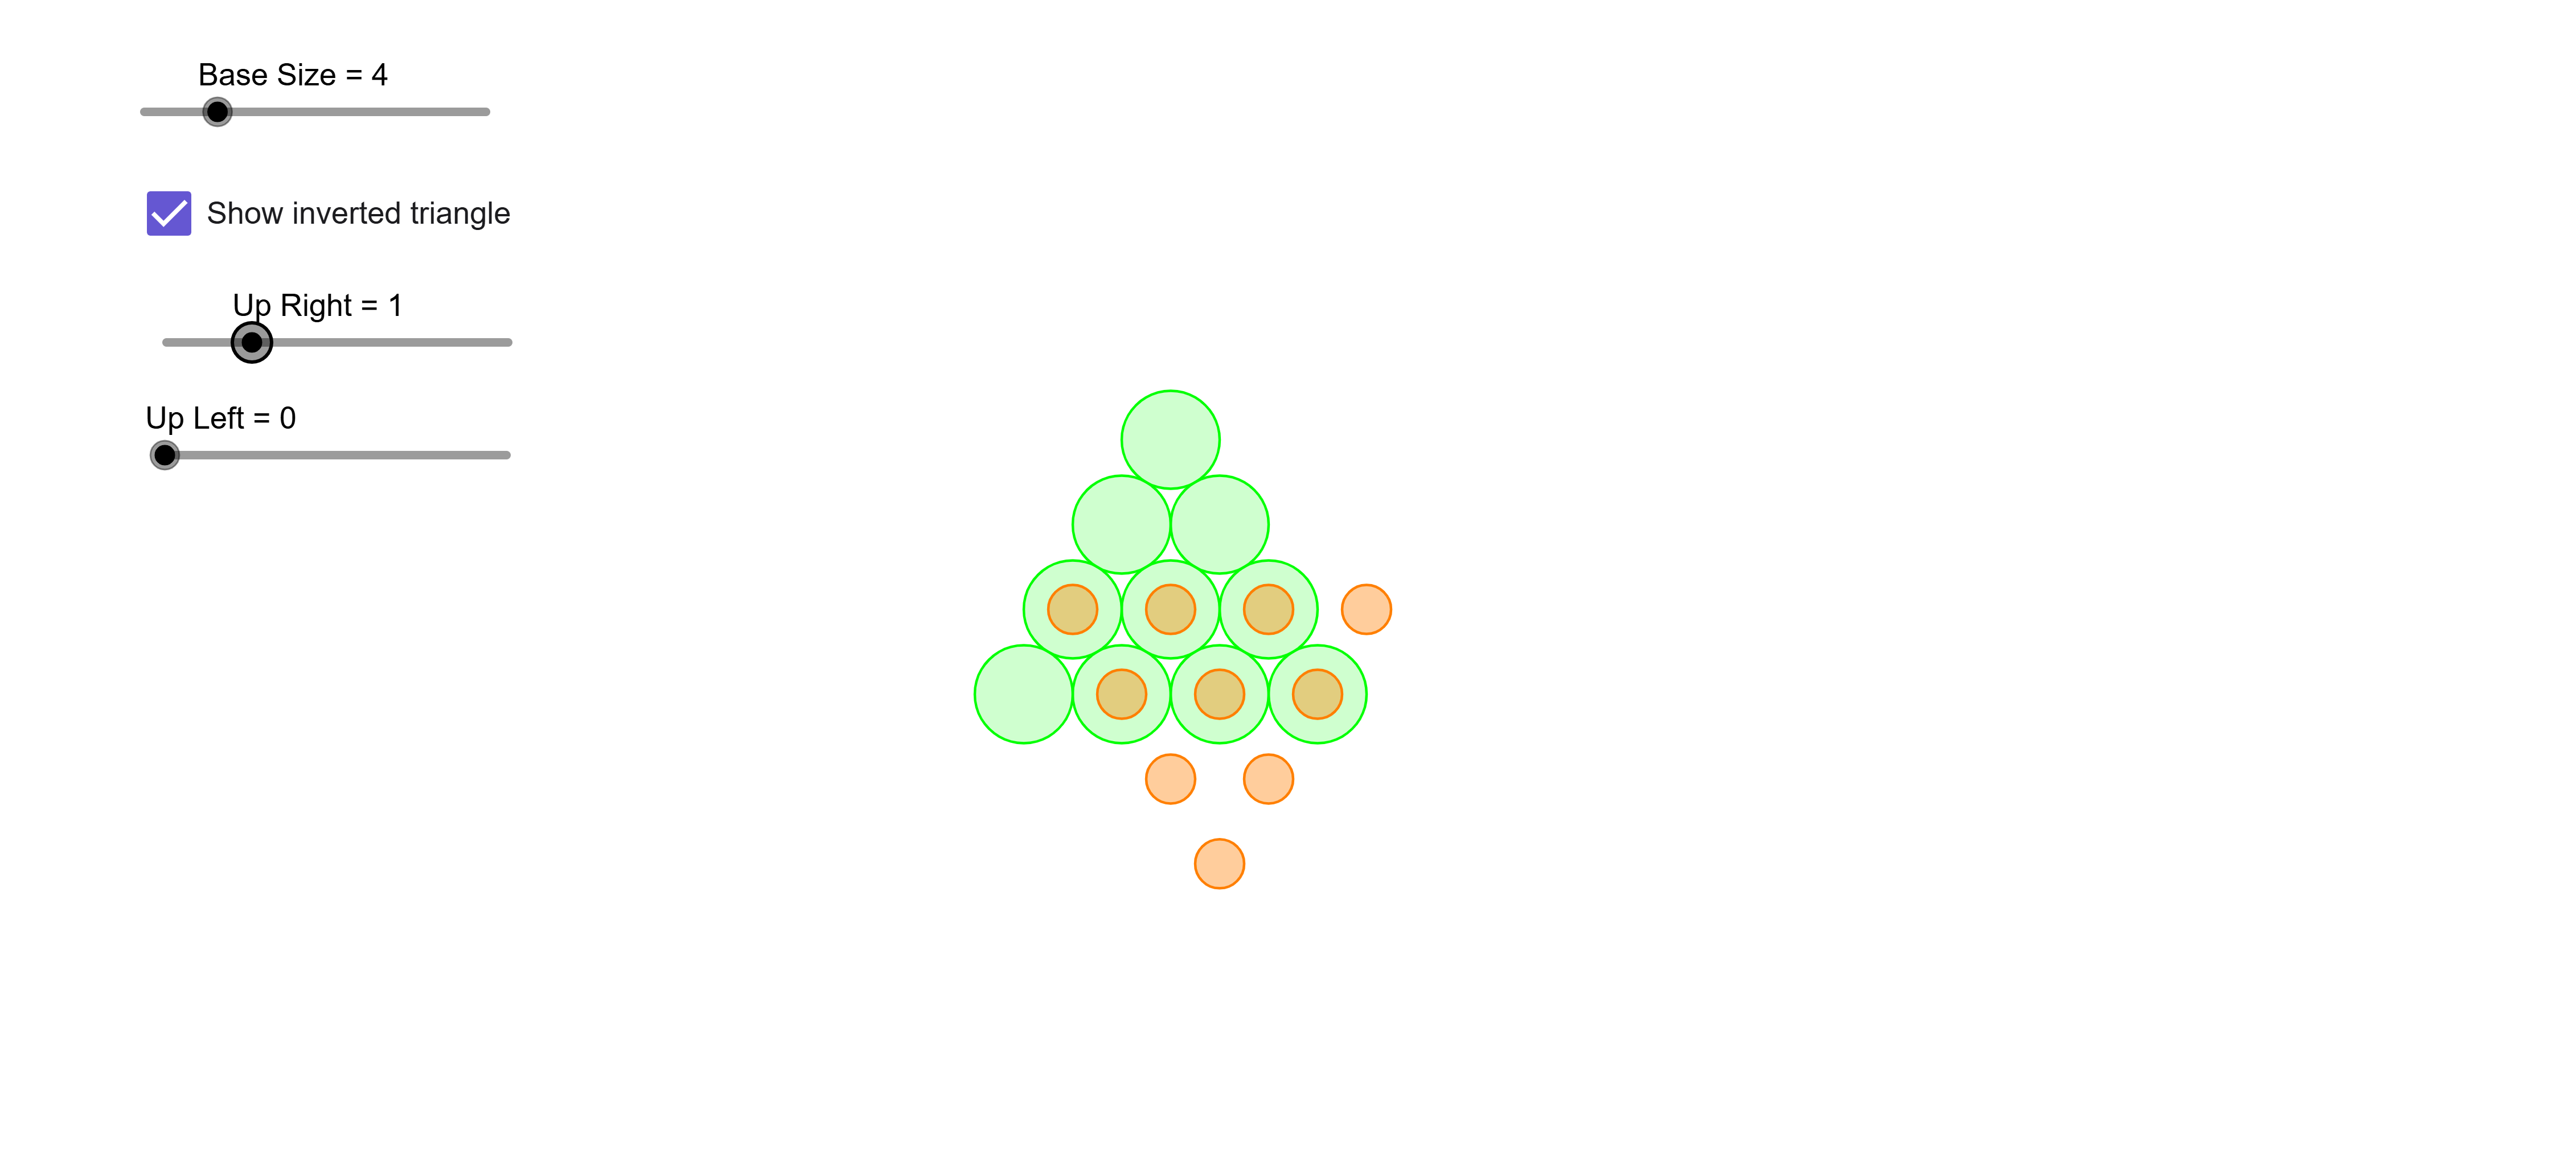 Base Size = 4
Show inverted triangle
Up Right = 1
Up Left = 0